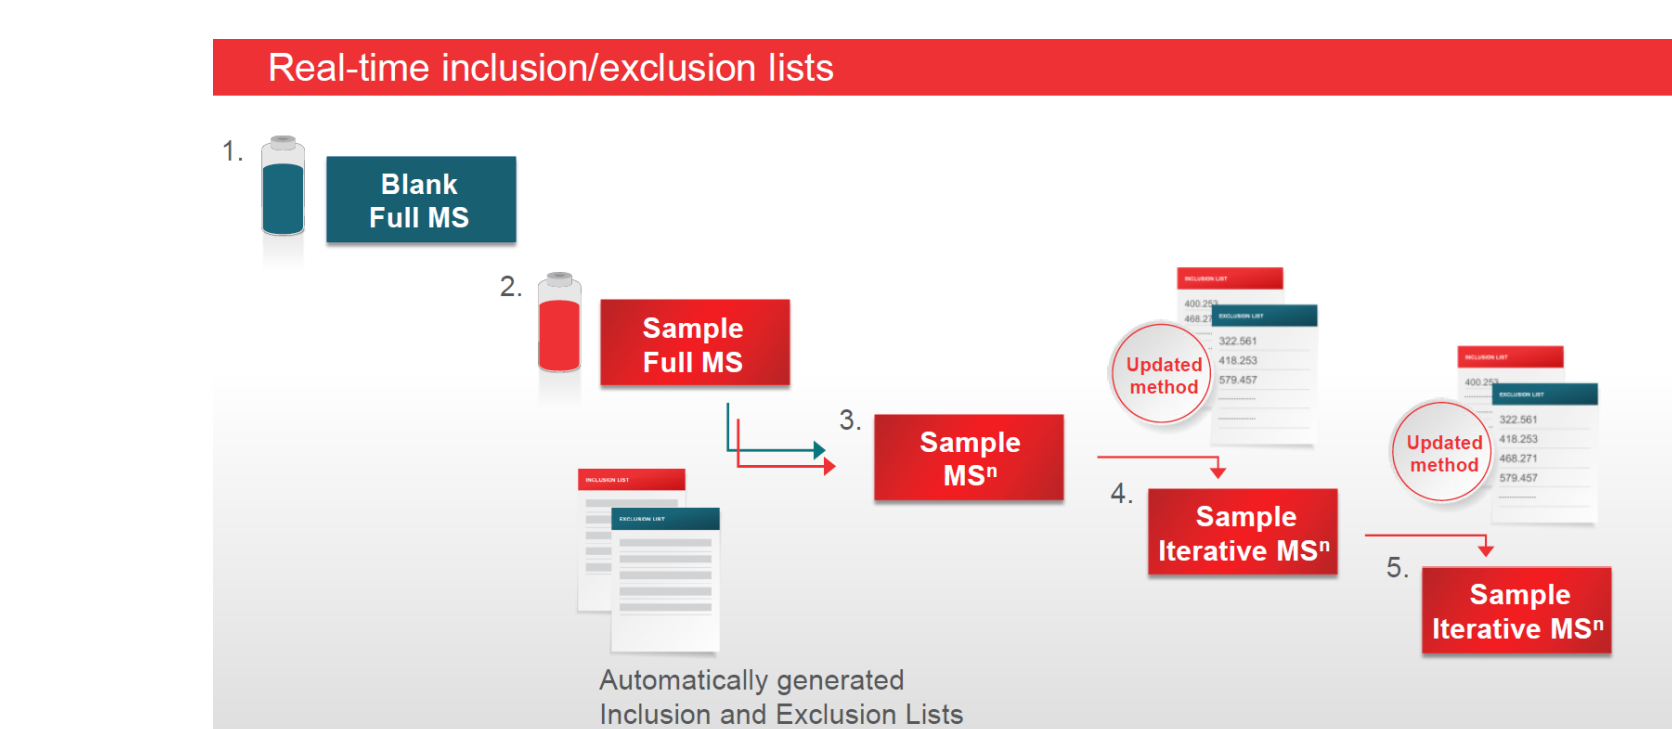 Real-time inclusion/exclusion lists
1.
Blank
Full MS
2.
Sample
Full MS
INCLUSION LIST
EXCLUSION LIST
Automatically generated
Inclusion and Exclusion Lists
3.
Sample
MSⁿ
INCLUSION LIST
400.253
468.27
EXCLUSION LIST
322.561
418.253
579.457
Updated
method
4.
Sample
Iterative MSⁿ
INCLUSION LIST
400.253
EXCLUSION LIST
322.561
418.253
468.271
579.457
Updated
method
5.
Sample
Iterative MSⁿ